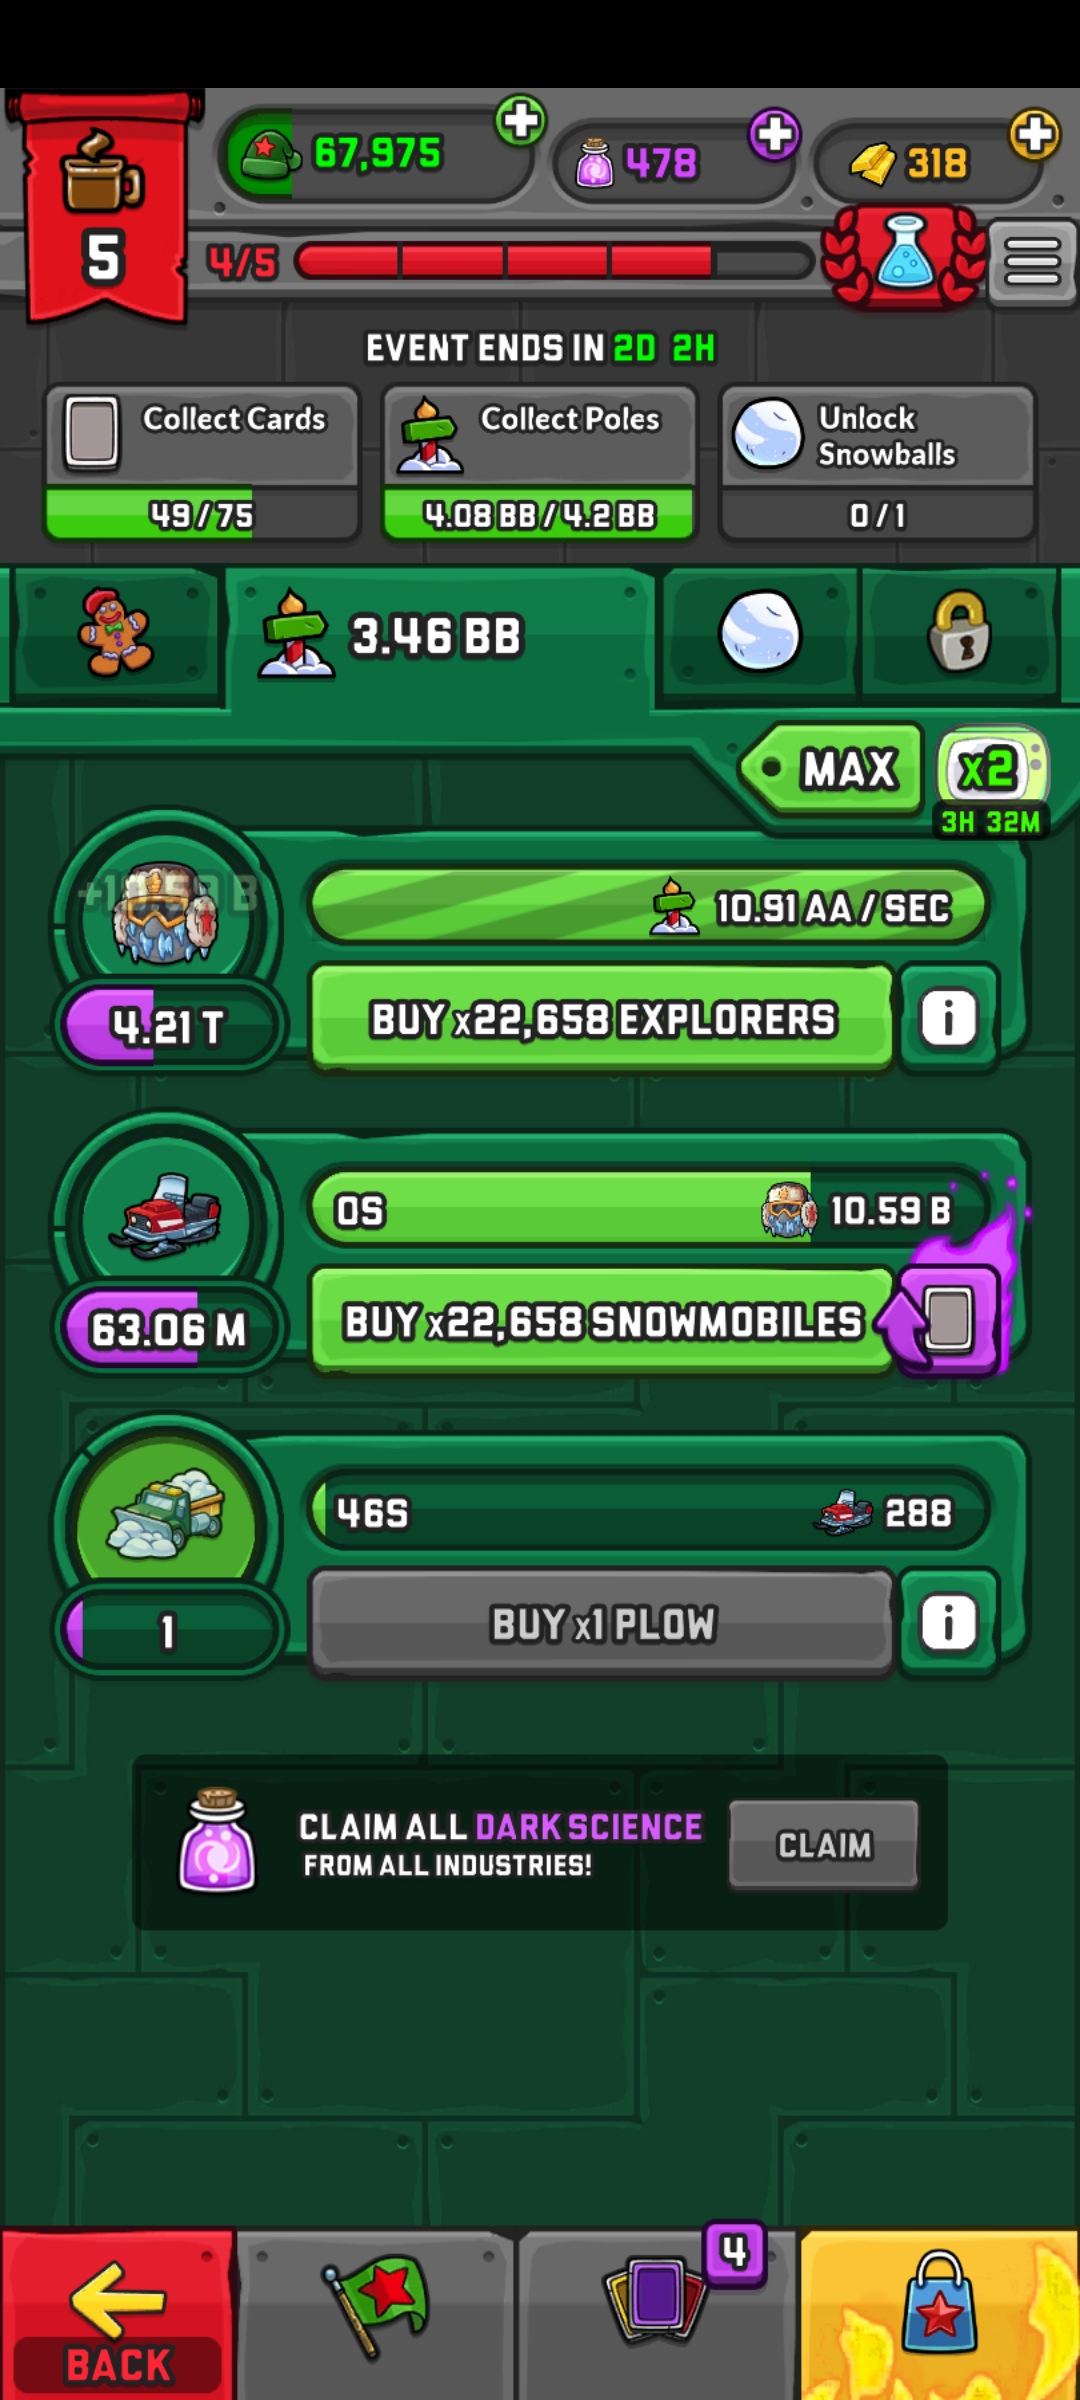 67,975
478
318
5
4/5
EVENT ENDS IN 2D 2H
Collect Cards
49/75
Collect Poles
4.08 BB/4.2 BB
Unlock
Snowballs
0/1
3.46 BB
MAX
x2
3H 32M
10.91 AA/SEC
4.21 T
BUY x22,658 EXPLORERS
i
0S
10.59 B
63.06 M
BUY x22,658 SNOWMOBILES
46S
288
1
BUY x1 PLOW
i
CLAIM ALL DARK SCIENCE
FROM ALL INDUSTRIES!
CLAIM
4
BACK